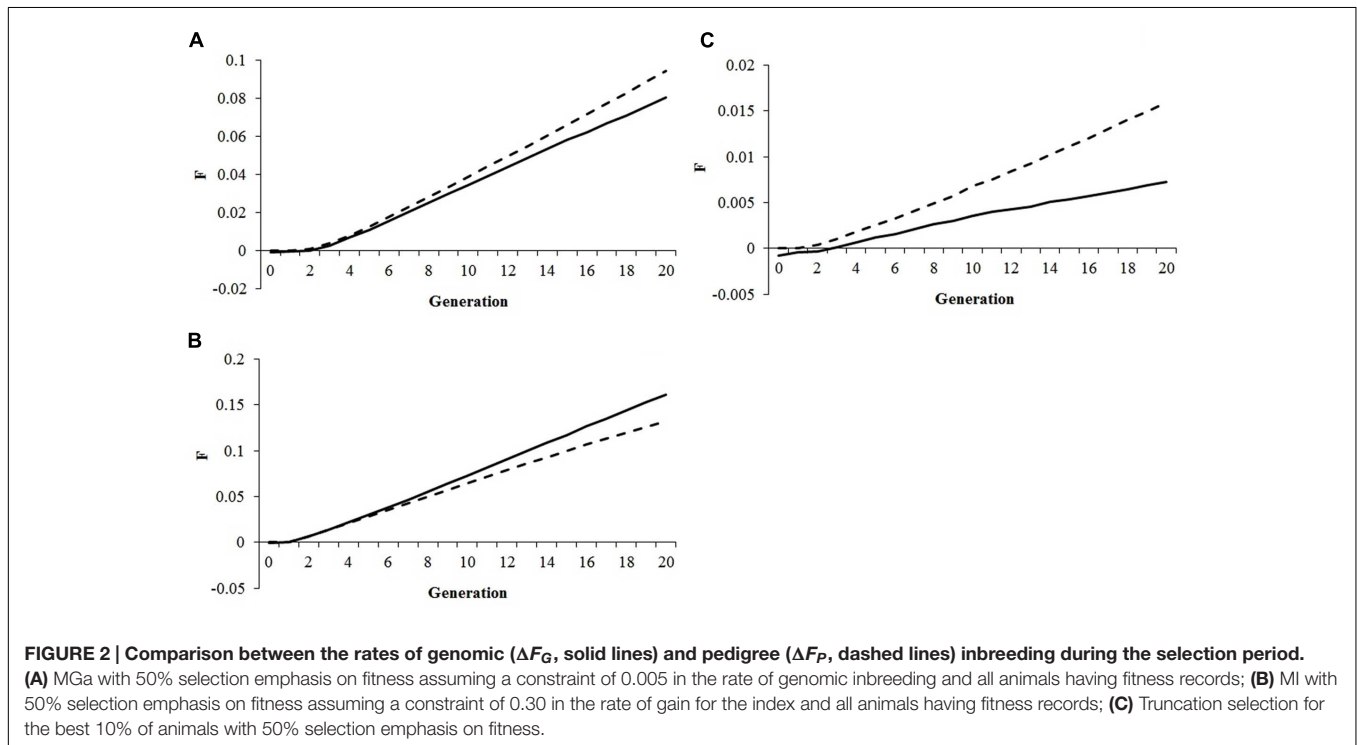 A
0.1
0.08
0.06
0.04
0.02
0
-0.02
F
0 2 4 6 8 10 12 14 16 18 20
Generation
C
0.02
0.015
0.01
0.005
0
-0.005
F
0 2 4 6 8 10 12 14 16 18 20
Generation
B
0.2
0.15
0.1
0.05
0
-0.05
F
0 2 4 6 8 10 12 14 16 18 20
Generation
FIGURE 2 | Comparison between the rates of genomic (ΔF_G, solid lines) and pedigree (ΔF_P, dashed lines) inbreeding during the selection period.
(A) MGa with 50% selection emphasis on fitness assuming a constraint of 0.005 in the rate of genomic inbreeding and all animals having fitness records; (B) MI with
50% selection emphasis on fitness assuming a constraint of 0.30 in the rate of gain for the index and all animals having fitness records; (C) Truncation selection for
the best 10% of animals with 50% selection emphasis on fitness.